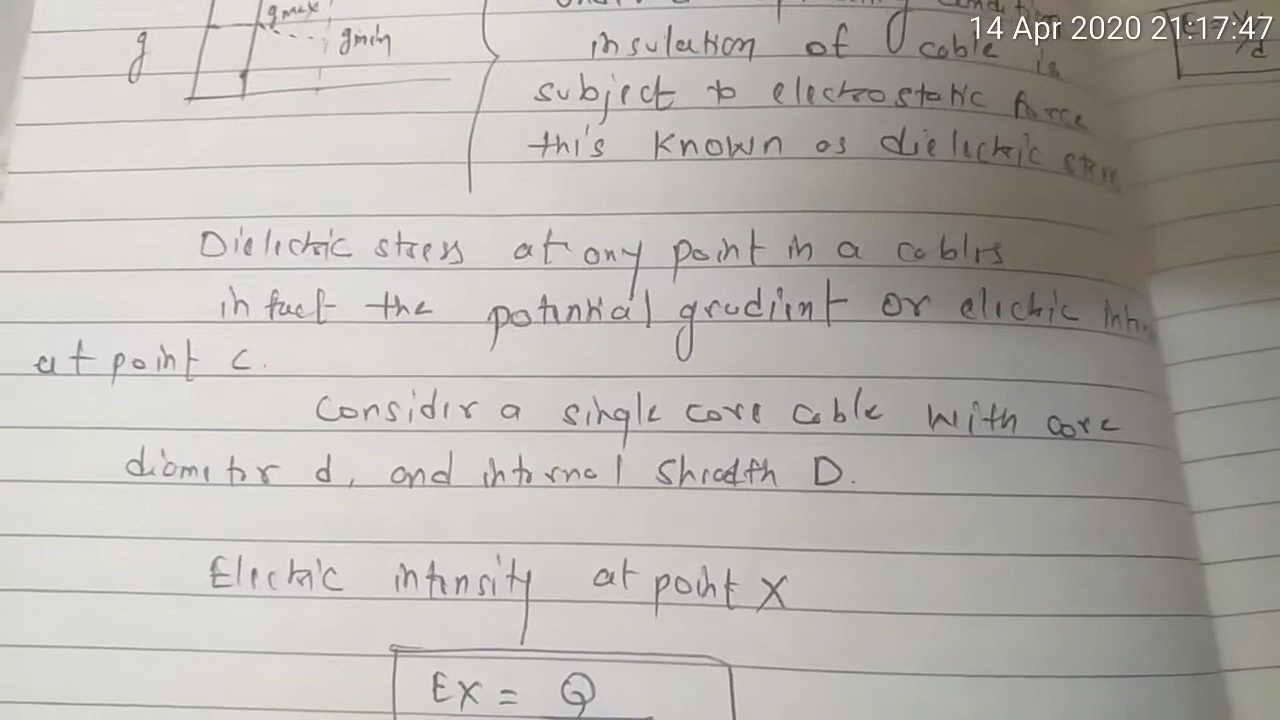 gmax
g
gmin
14 Apr 2020 21:17:47
insulation of cable is
subject to electrostatic force
this known as dielectric
Dielectric stress at any point in a cables
in fact the potential gradient or electric
at point c.
Consider a single core cable with core
diameter d, and internal Sheadth D.
Electric intensity at point X
EX = Q